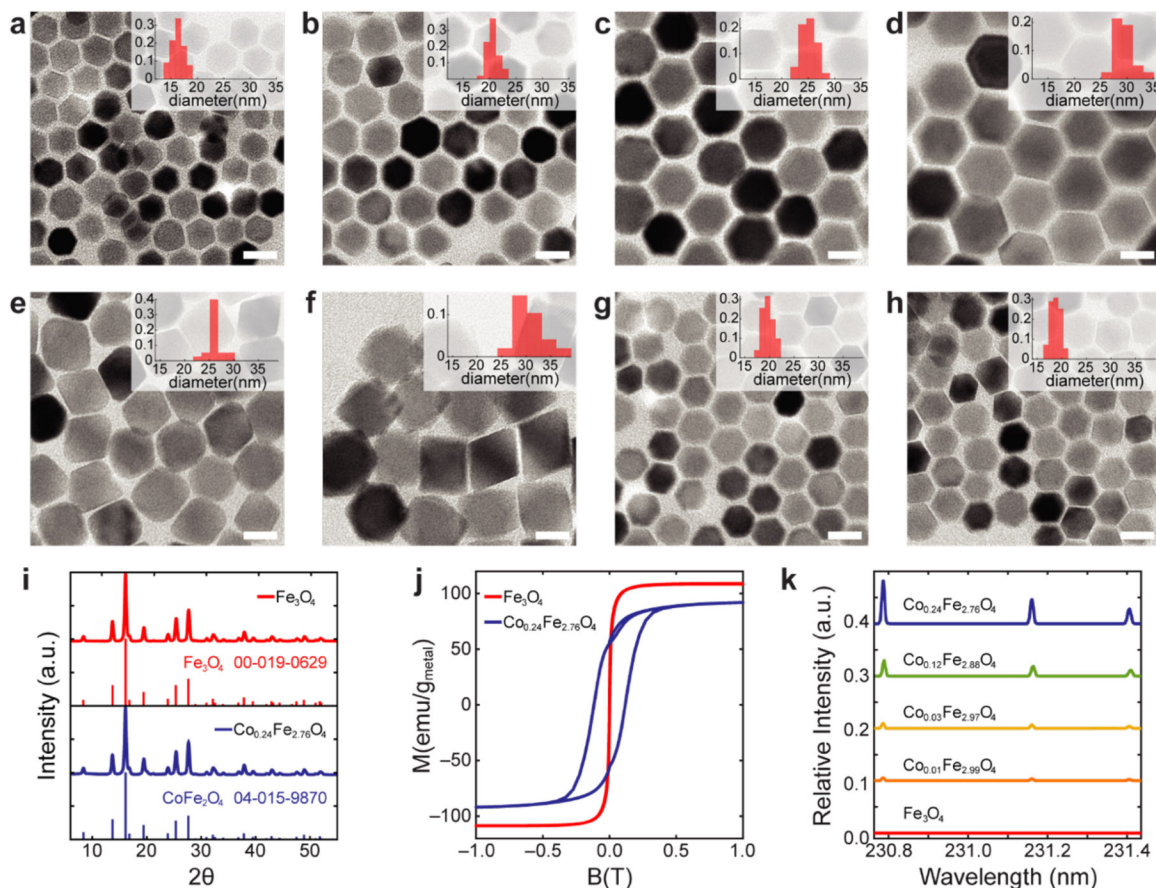 a
0.3
0.2
0.1
15 20 25 30 35
diameter(nm)
b
0.3
0.2
0.1
15 20 25 30 35
diameter(nm)
c
0.2
0.1
15 20 25 30 35
diameter(nm)
d
0.2
0.1
15 20 25 30 35
diameter(nm)
e
0.4
0.3
0.2
0.1
0
15 20 25 30 35
diameter(nm)
f
0.1
0
15 20 25 30 35
diameter(nm)
g
0.3
0.2
0.1
0
15 20 25 30 35
diameter(nm)
h
0.3
0.2
0.1
0
15 20 25 30 35
diameter(nm)
i
Fe₃O₄
Fe₃O₄ 00-019-0629
Co₀.₂₄Fe₂.₇₆O₄
CoFe₂O₄ 04-015-9870
Intensity (a.u.)
10 20 30 40 50
2θ
j
Fe₃O₄
Co₀.₂₄Fe₂.₇₆O₄
M(emu/gmetal)
100
50
0
−50
−100
−1.0 −0.5 0.0 0.5 1.0
B(T)
k
Relative Intensity (a.u.)
Co₀.₂₄Fe₂.₇₆O₄
0.4
Co₀.₁₂Fe₂.₈₈O₄
0.3
Co₀.₀₃Fe₂.₉₇O₄
0.2
Co₀.₀₁Fe₂.₉₉O₄
0.1
Fe₃O₄
0.0
230.8 231.0 231.2 231.4
Wavelength (nm)